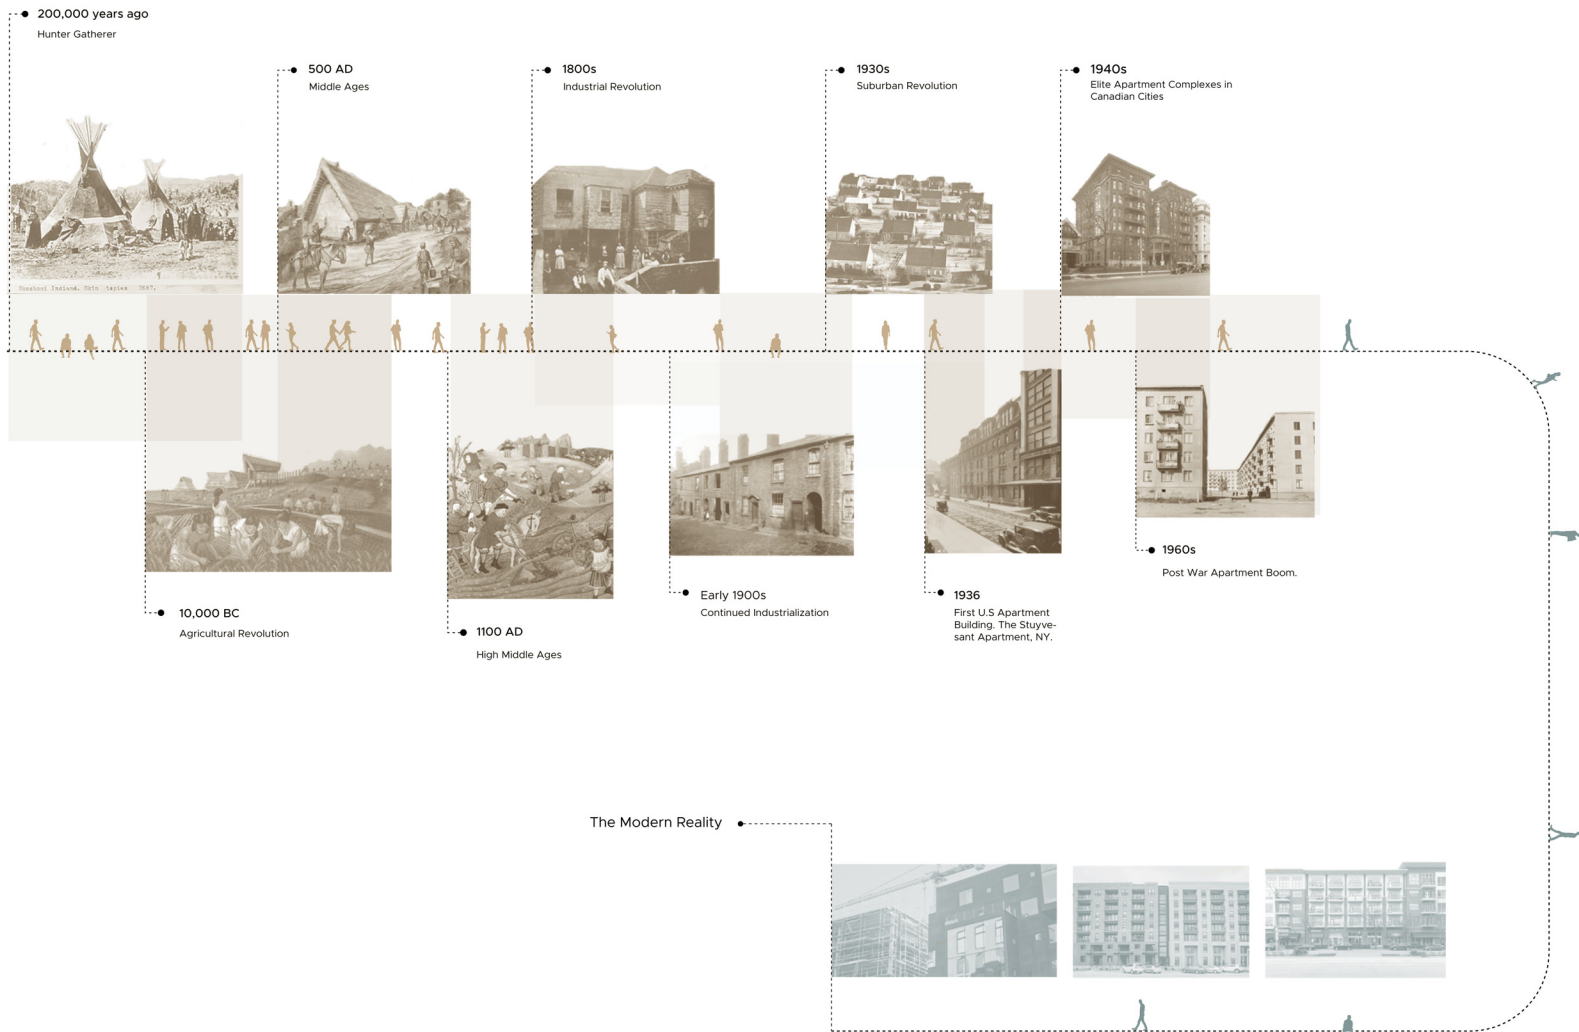 200,000 years ago
Hunter Gatherer
500 AD
Middle Ages
1800s
Industrial Revolution
1930s
Suburban Revolution
1940s
Elite Apartment Complexes in
Canadian Cities
Indians. Skin 
10,000 BC
Agricultural Revolution
1100 AD
High Middle Ages
Early 1900s
Continued Industrialization
1936
First U.S Apartment
Building. The Stuyve-
sant Apartment, NY.
1960s
Post War Apartment Boom.
The Modern Reality